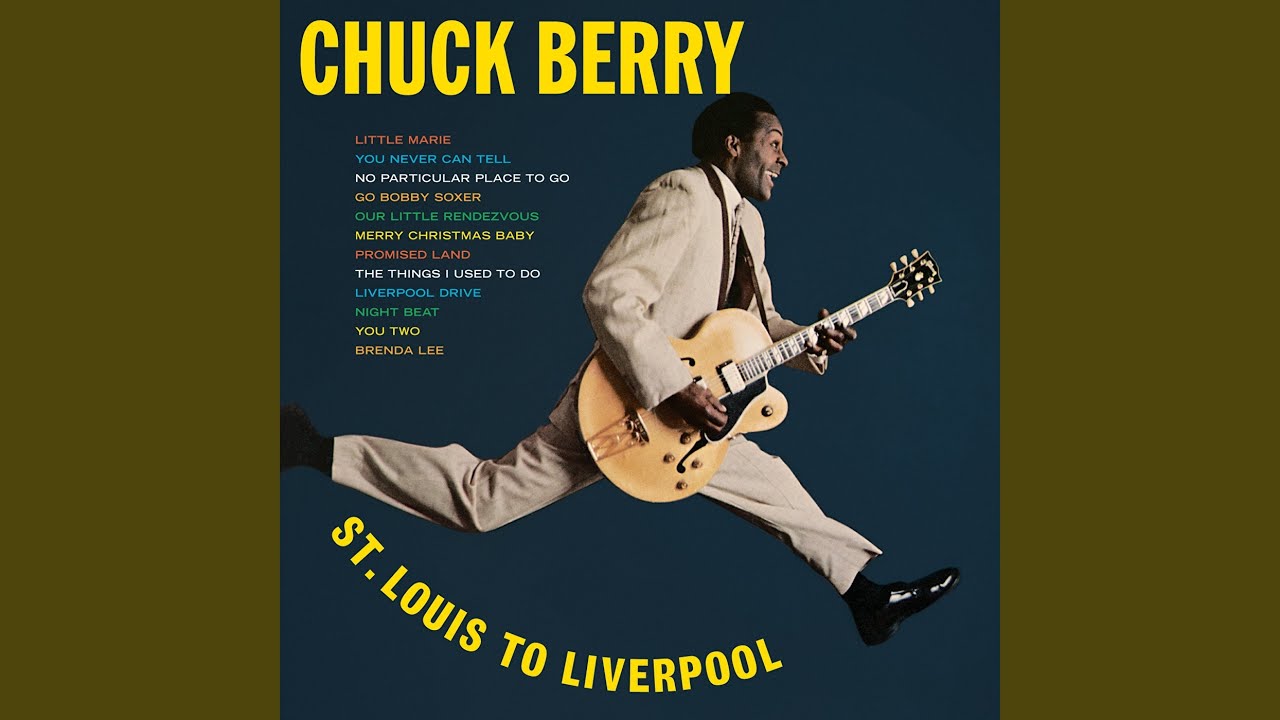 CHUCK BERRY
LITTLE MARIE
YOU NEVER CAN TELL
NO PARTICULAR PLACE TO GO
GO BOBBY SOXER
OUR LITTLE RENDEZVOUS
MERRY CHRISTMAS BABY
PROMISED LAND
THE THINGS I USED TO DO
LIVERPOOL DRIVE
NIGHT BEAT
YOU TWO
BRENDA LEE
ST. LOUIS TO LIVERPOOL